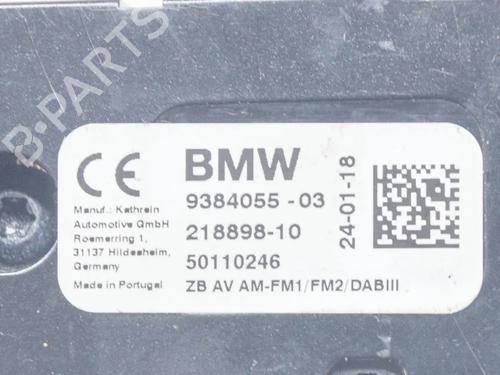 B-PARTS
CE
BMW
9384055 - 03
218898-10
50110246
ZB AV AM-FM1/FM2/DABIII
24-01-18
Manuf.: Kathrein
Automotive GmbH
Roemerring 1,
31137 Hildesheim,
Germany
Made in Portugal